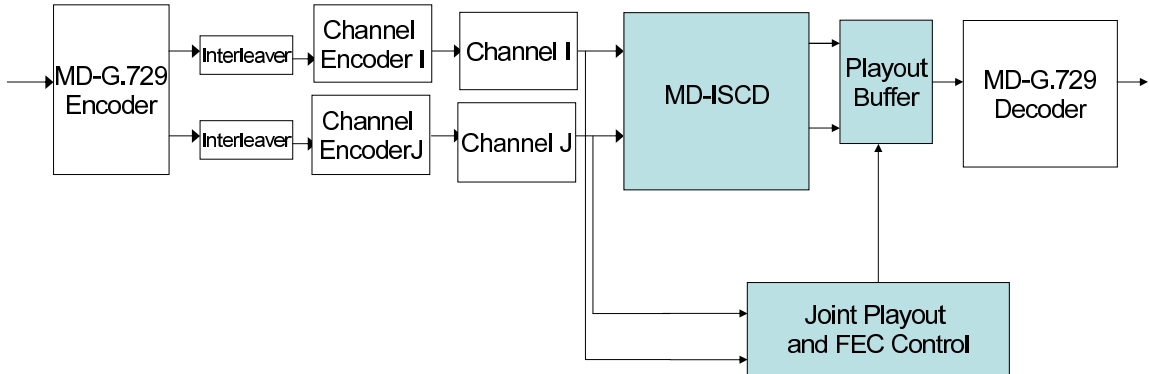 MD-G.729
Encoder
Interleaver
Interleaver
Channel
Encoder I
Channel
EncoderJ
Channel I
Channel J
MD-ISCD
Playout
Buffer
MD-G.729
Decoder
Joint Playout
and FEC Control